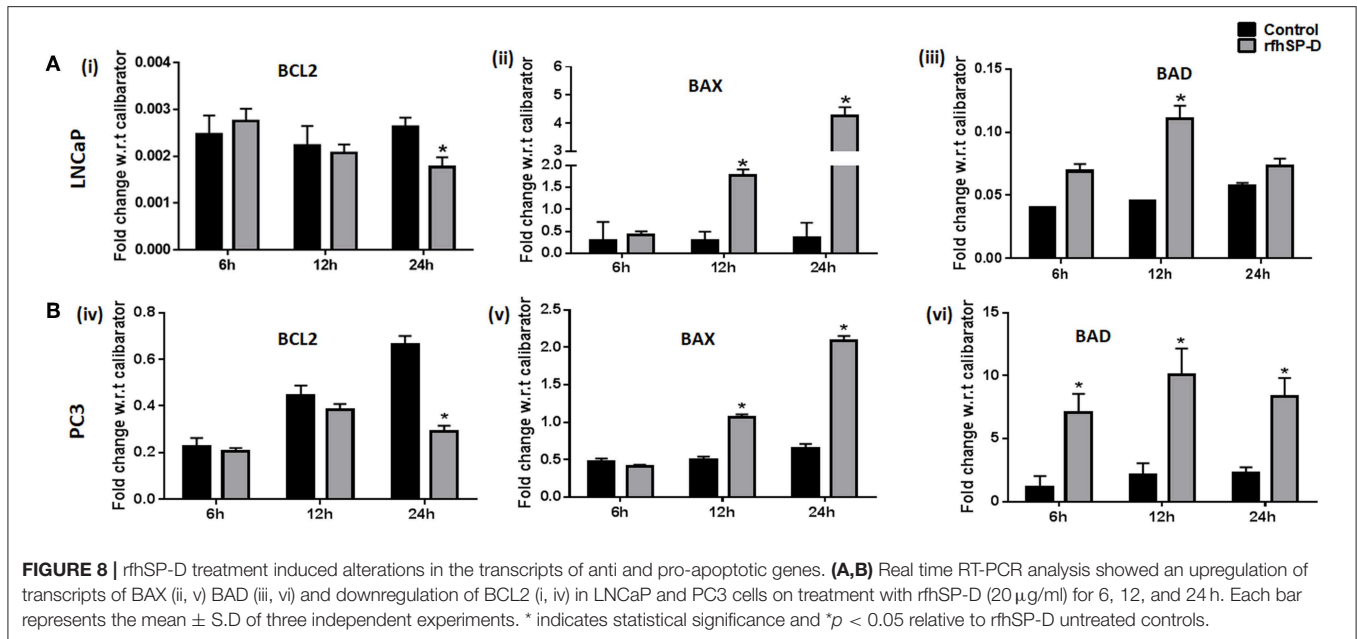 Control
rfhSP-D
A
(i)
BCL2
LNCaP
Fold change w.r.t calibarator
0.004
0.003
0.002
0.001
0.000
*
6h 12h 24h
(ii)
BAX
Fold change w.r.t calibarator
6
5
4
3
2
2.0
1.5
1.0
0.5
0.0
*
*
6h 12h 24h
(iii)
BAD
Fold change w.r.t calibarator
0.15
0.10
0.05
0.00
*
6h 12h 24h
B
(iv)
BCL2
PC3
Fold change w.r.t calibarator
0.8
0.6
0.4
0.2
0.0
*
6h 12h 24h
(v)
BAX
Fold change w.r.t calibarator
2.5
2.0
1.5
1.0
0.5
0.0
*
*
6h 12h 24h
(vi)
BAD
Fold change w.r.t calibarator
15
10
5
0
*
*
*
6h 12h 24h
FIGURE 8 | rfhSP-D treatment induced alterations in the transcripts of anti and pro-apoptotic genes. (A,B) Real time RT-PCR analysis showed an upregulation of
transcripts of BAX (ii, v) BAD (iii, vi) and downregulation of BCL2 (i, iv) in LNCaP and PC3 cells on treatment with rfhSP-D (20 μg/ml) for 6, 12, and 24 h. Each bar
represents the mean ± S.D of three independent experiments. * indicates statistical significance and *p < 0.05 relative to rfhSP-D untreated controls.